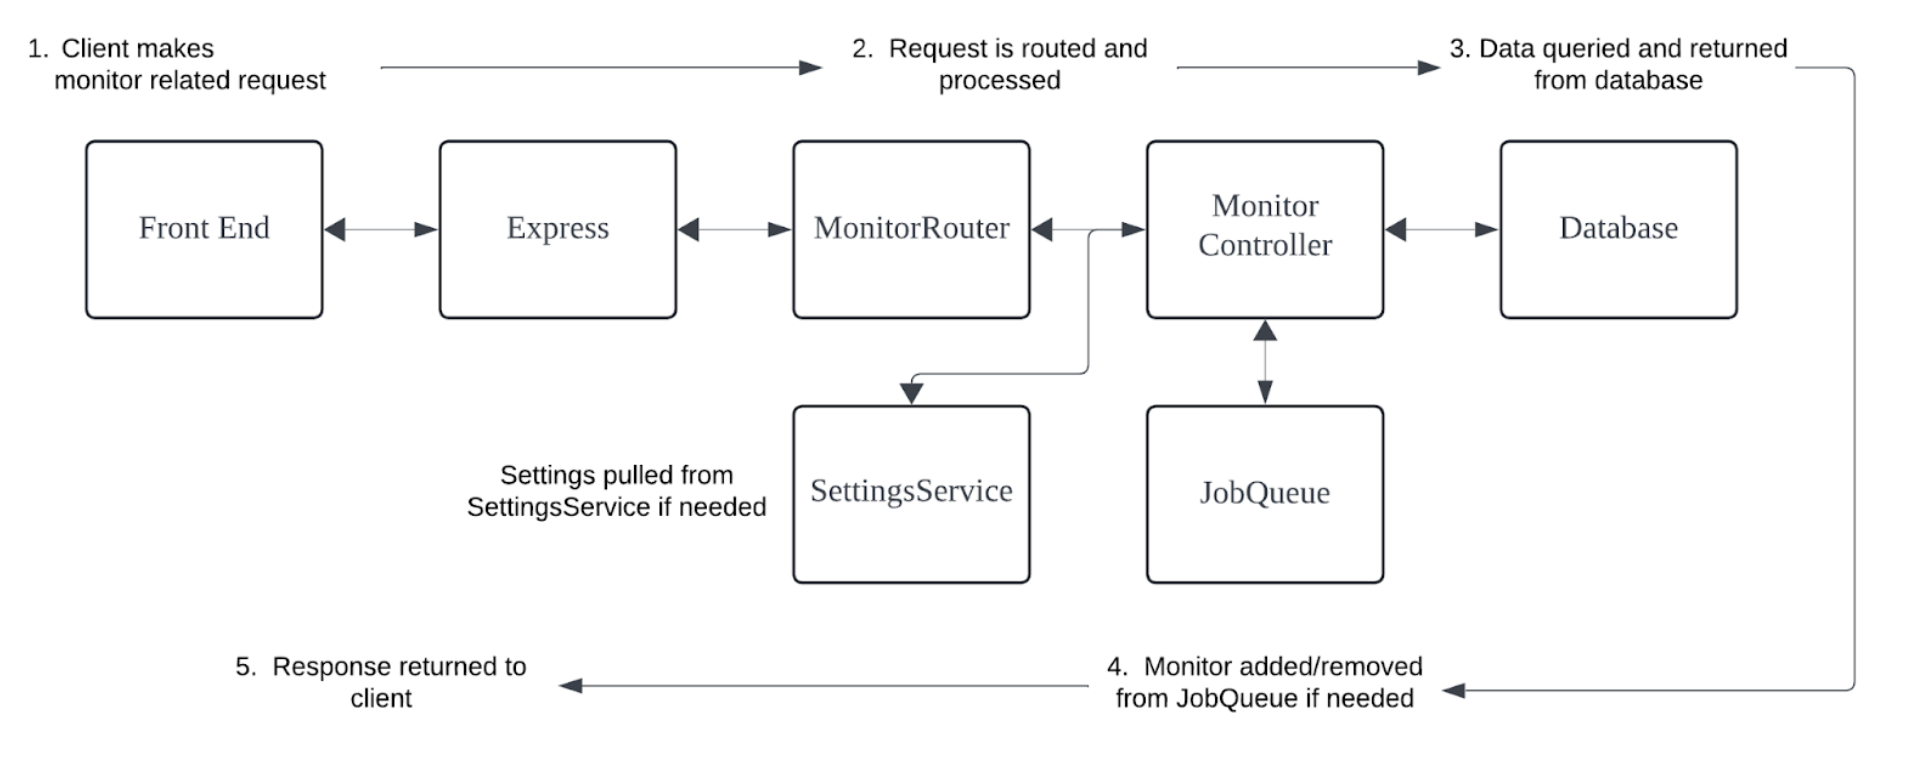 1. Client makes
monitor related request
2. Request is routed and
processed
3. Data queried and returned
from database
Front End
Express
MonitorRouter
Monitor
Controller
Database
Settings pulled from
SettingsService if needed
SettingsService
JobQueue
5. Response returned to
client
4. Monitor added/removed
from JobQueue if needed